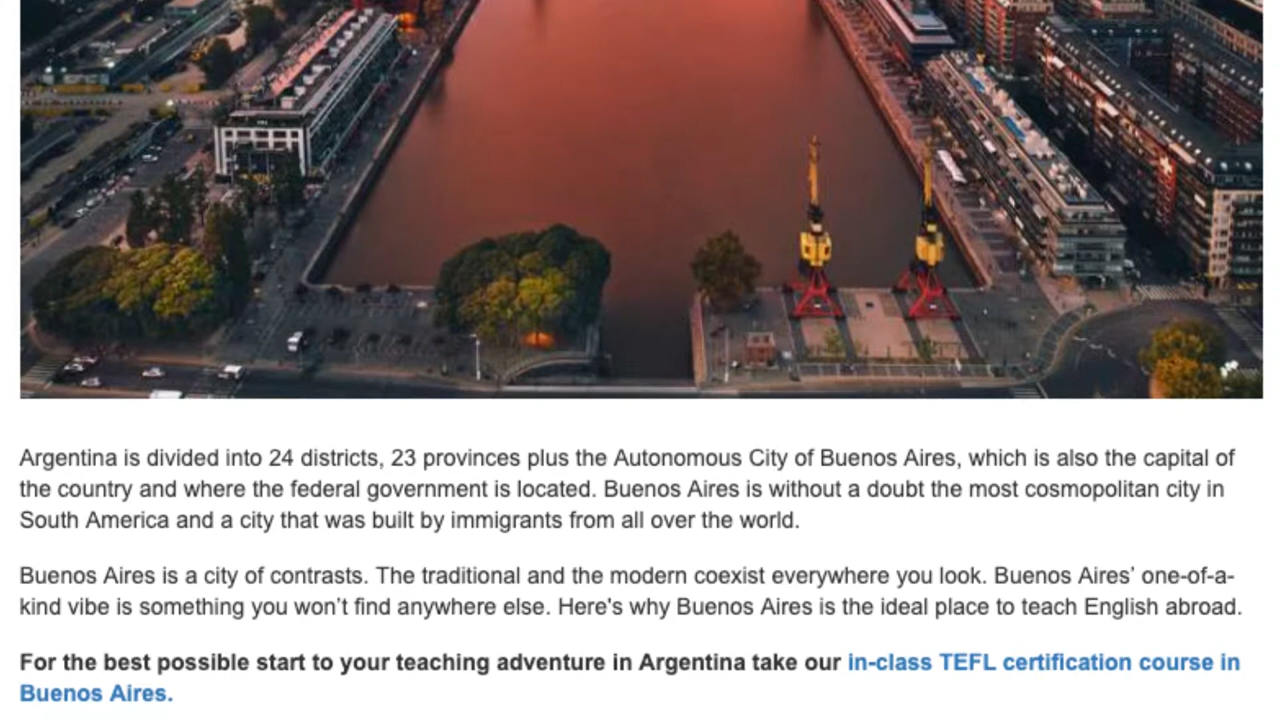 Argentina is divided into 24 districts, 23 provinces plus the Autonomous City of Buenos Aires, which is also the capital of
the country and where the federal government is located. Buenos Aires is without a doubt the most cosmopolitan city in
South America and a city that was built by immigrants from all over the world.
Buenos Aires is a city of contrasts. The traditional and the modern coexist everywhere you look. Buenos Aires’ one-of-a-
kind vibe is something you won’t find anywhere else. Here's why Buenos Aires is the ideal place to teach English abroad.
For the best possible start to your teaching adventure in Argentina take our in-class TEFL certification course in
Buenos Aires.